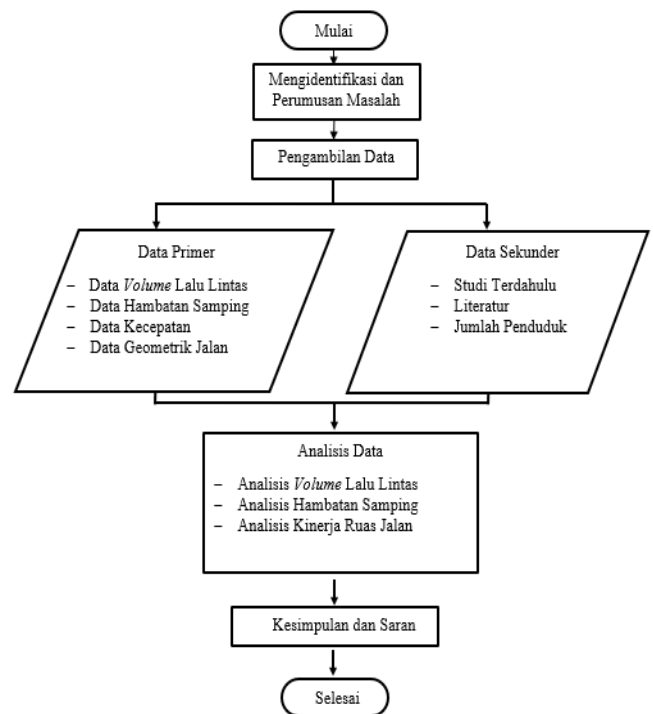 Mulai
Mengidentifikasi dan
Perumusan Masalah
Pengambilan Data
Data Primer
– Data Volume Lalu Lintas
– Data Hambatan Samping
– Data Kecepatan
– Data Geometrik Jalan
Data Sekunder
– Studi Terdahulu
– Literatur
– Jumlah Penduduk
Analisis Data
– Analisis Volume Lalu Lintas
– Analisis Hambatan Samping
– Analisis Kinerja Ruas Jalan
Kesimpulan dan Saran
Selesai